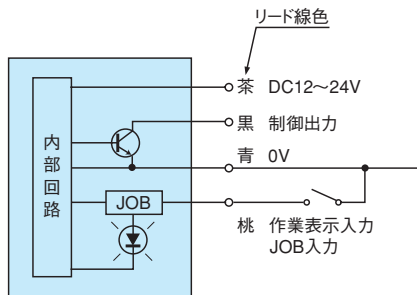 リード線色
茶 DC12～24V
黒 制御出力
青 0V
内部回路
JOB
桃 作業表示入力
JOB入力